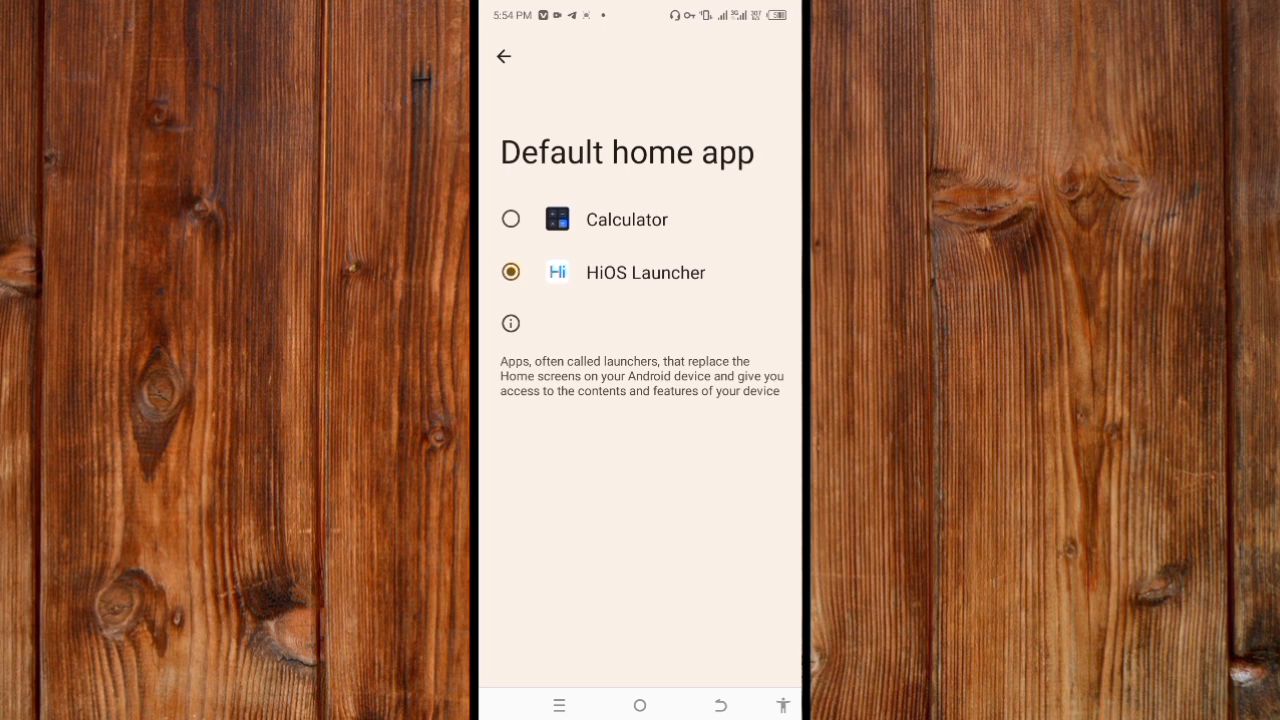 5:54 PM
Default home app
Calculator
Hi HiOS Launcher
Apps, often called launchers, that replace the
Home screens on your Android device and give you
access to the contents and features of your device